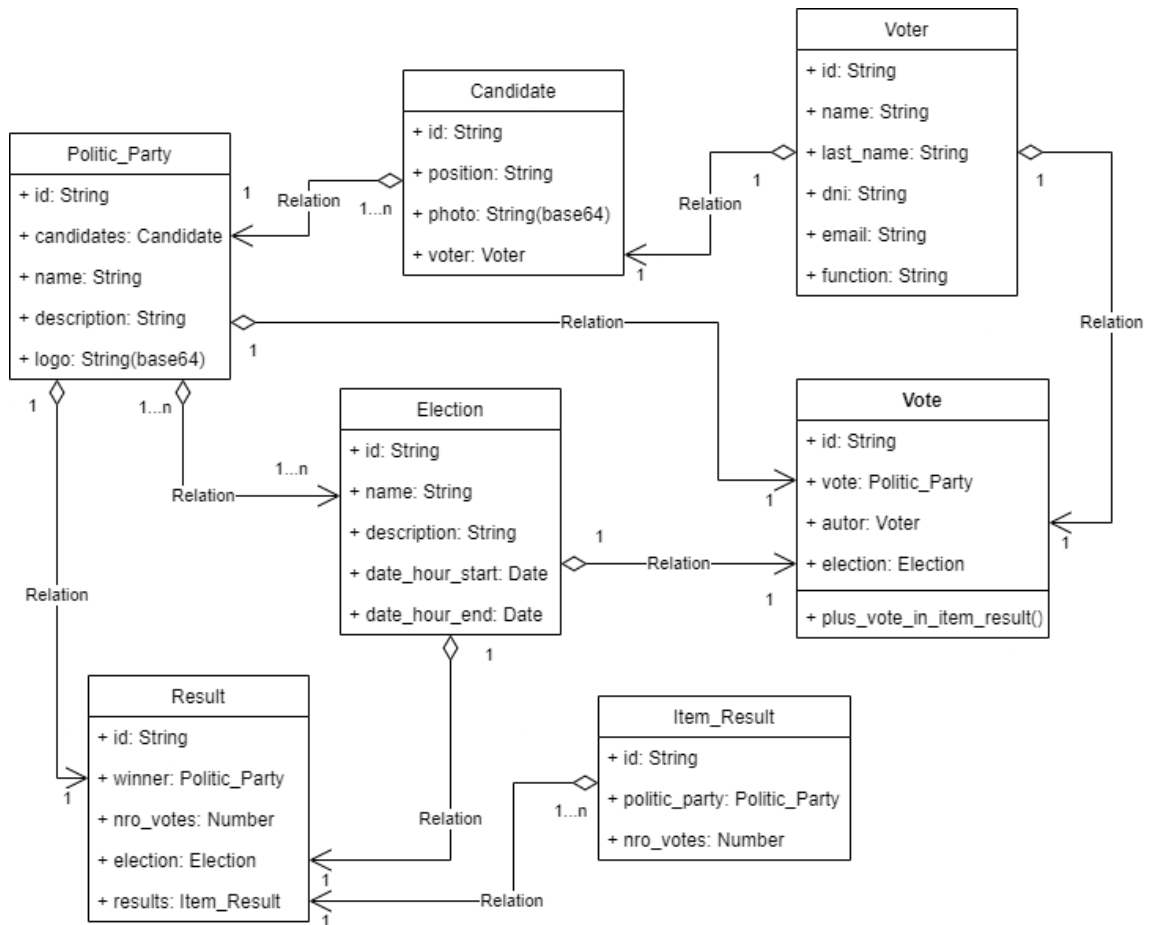 Voter
+ id: String
+ name: String
+ last_name: String
+ dni: String
+ email: String
+ function: String
Candidate
+ id: String
+ position: String
+ photo: String(base64)
+ voter: Voter
Politic_Party
+ id: String
+ candidates: Candidate
+ name: String
+ description: String
+ logo: String(base64)
1
Relation
1...n
1
Relation
1
1
Relation
1
Relation
1
1
1
1...n
Election
+ id: String
+ name: String
+ description: String
+ date_hour_start: Date
+ date_hour_end: Date
1...n
Relation
Vote
+ id: String
+ vote: Politic_Party
+ autor: Voter
+ election: Election
+ plus_vote_in_item_result()
1
Relation
1
Relation
1
1
Relation
1
Result
+ id: String
+ winner: Politic_Party
+ nro_votes: Number
+ election: Election
+ results: Item_Result
Item_Result
+ id: String
+ politic_party: Politic_Party
+ nro_votes: Number
1...n
Relation
1